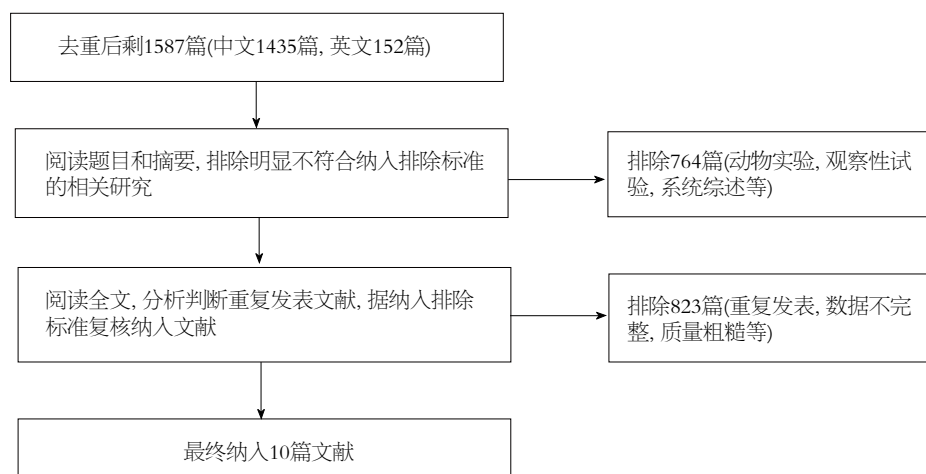 去重后剩1587篇(中文1435篇, 英文152篇)
阅读题目和摘要, 排除明显不符合纳入排除标准
的相关研究
排除764篇(动物实验, 观察性试
验, 系统综述等)
阅读全文, 分析判断重复发表文献, 据纳入排除
标准复核纳入文献
排除823篇(重复发表, 数据不完
整, 质量粗糙等)
最终纳入10篇文献